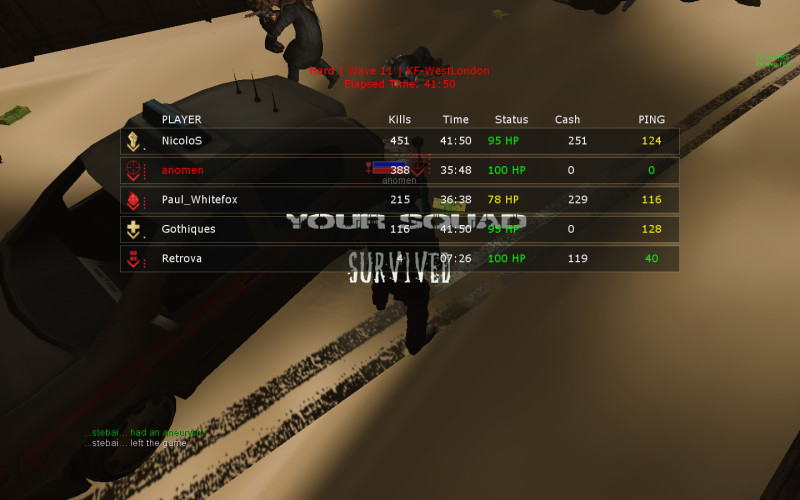 Hard | Wave 11 | KF-WestLondon
Elapsed Time: 41:50
PLAYER Kills Time Status Cash PING
NicoloS 451 41:50 95 HP 251 124
anomen 388 35:48 100 HP 0 0
anomen
Paul_Whitefox 215 36:38 78 HP 229 116
YOUR SQUAD
Gothiques 116 41:50 95 HP 0 128
Retrova 4 07:26 100 HP 119 40
SURVIVED
...stebai... had an
...stebai... left the game.